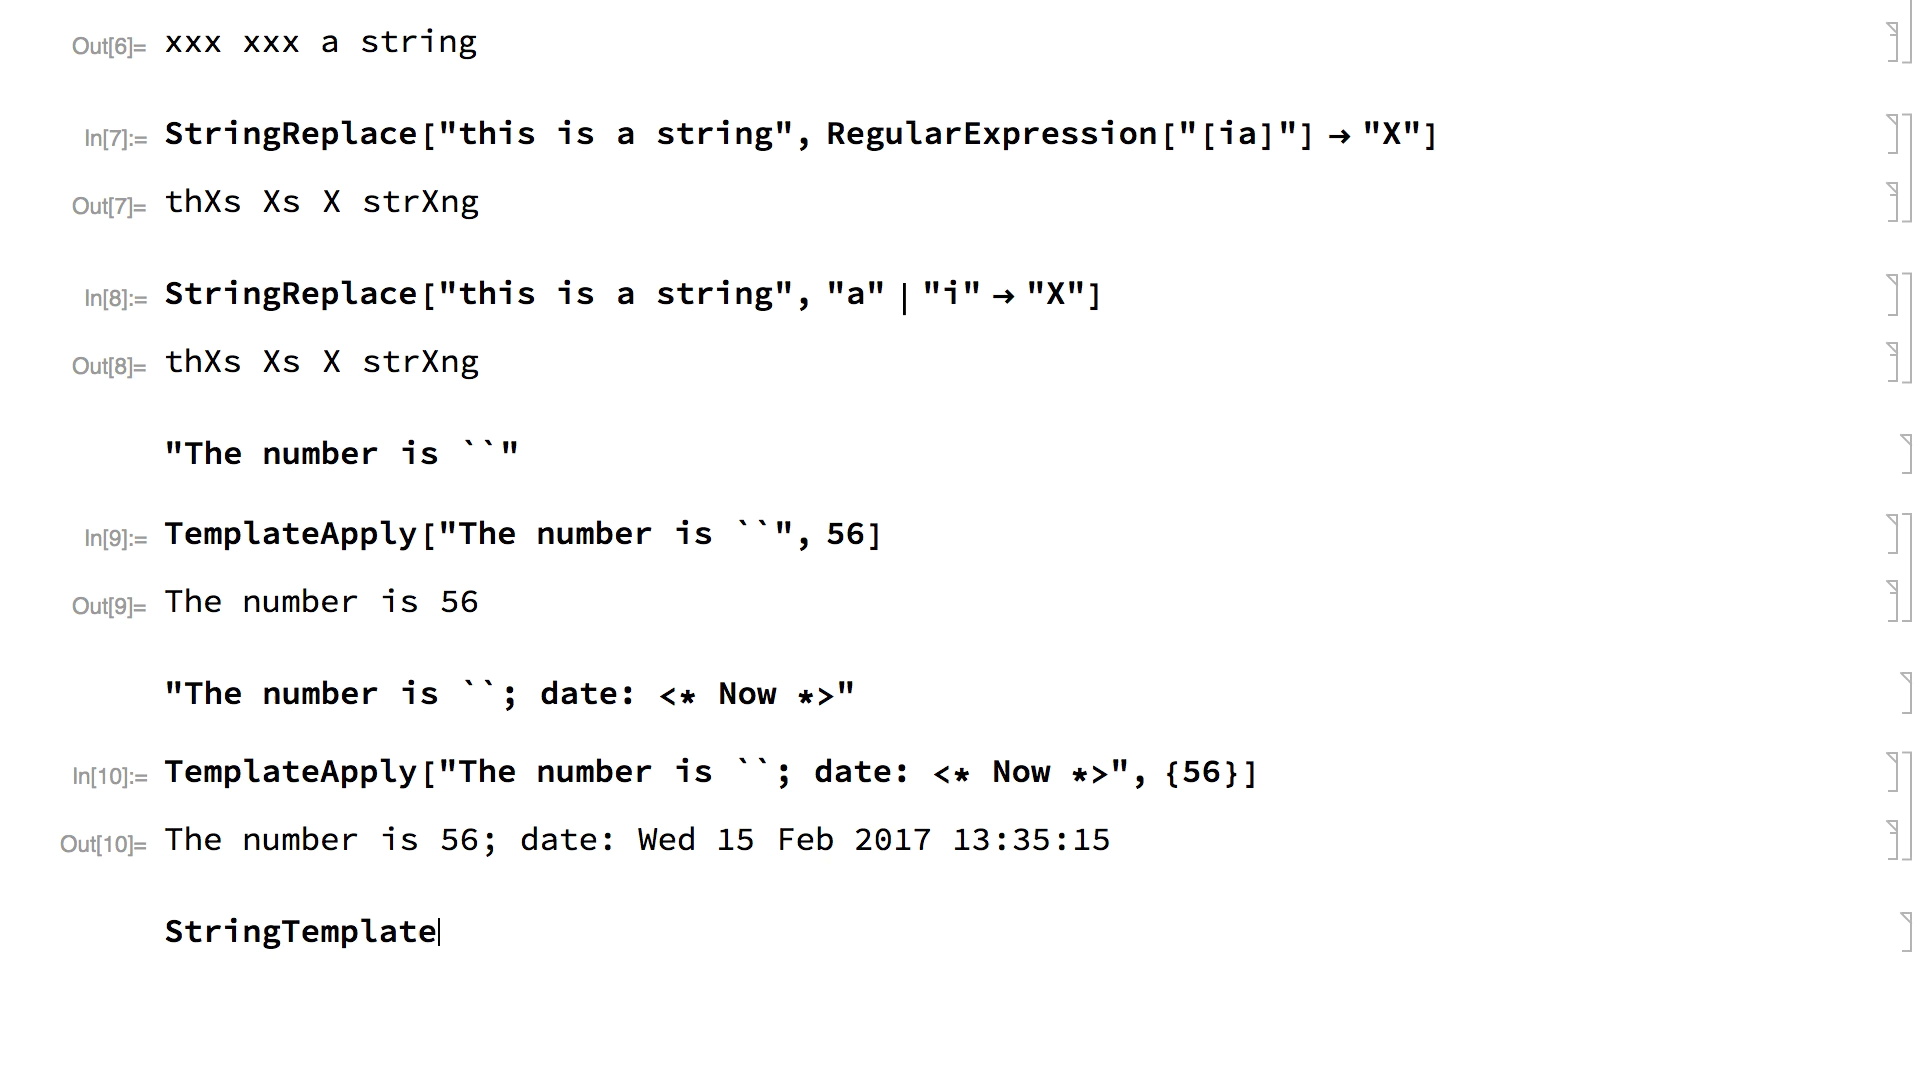 Out[6]= xxx xxx a string
In[7]:= StringReplace["this is a string", RegularExpression["[ia]"] → "X"]
Out[7]= thXs Xs X strXng
In[8]:= StringReplace["this is a string", "a" | "i" → "X"]
Out[8]= thXs Xs X strXng
"The number is ``"
In[9]:= TemplateApply["The number is ``", 56]
Out[9]= The number is 56
"The number is ``; date: <* Now *>"
In[10]:= TemplateApply["The number is ``; date: <* Now *>", {56}]
Out[10]= The number is 56; date: Wed 15 Feb 2017 13:35:15
StringTemplate